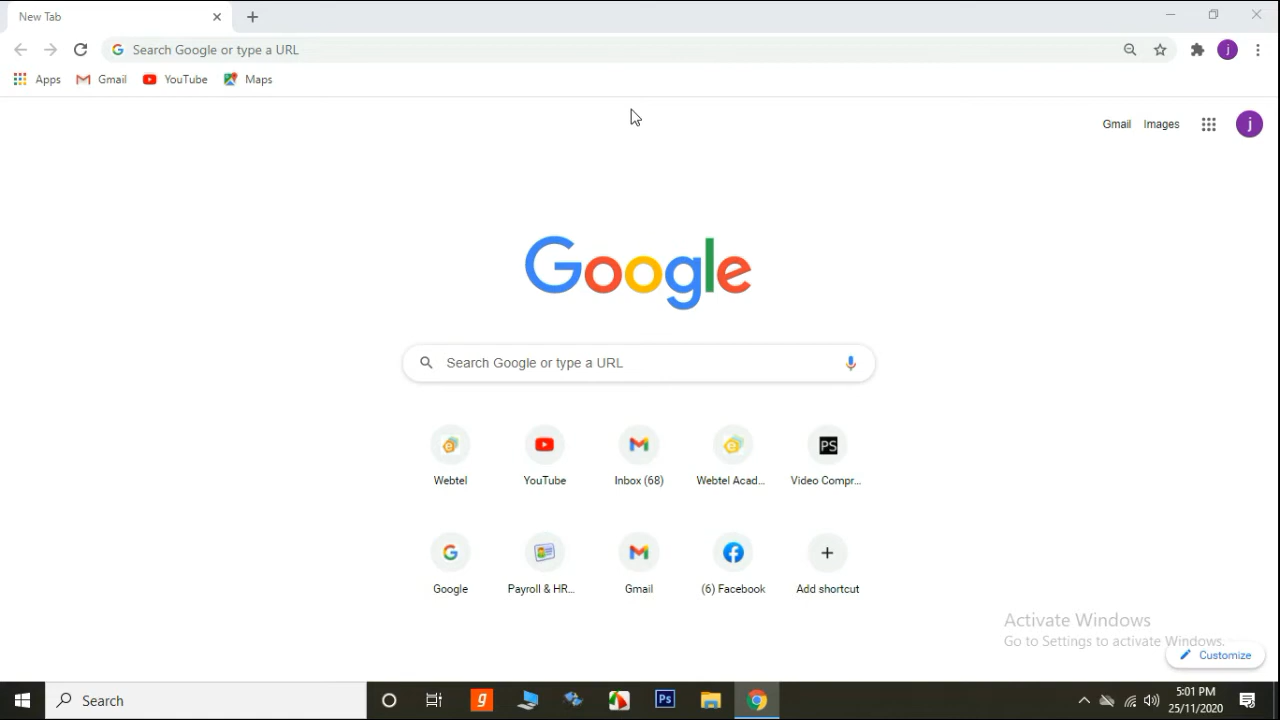 New Tab
Search Google or type a URL
Apps Gmail YouTube Maps
j
Gmail Images j
Google
Search Google or type a URL
Webtel YouTube Inbox (68) Webtel Acad... Video Compr...
PS
Google Payroll & HR... Gmail (6) Facebook Add shortcut
Activate Windows
Go to Settings to activate Windows.
Customize
Search
g
Ps
5:01 PM
25/11/2020